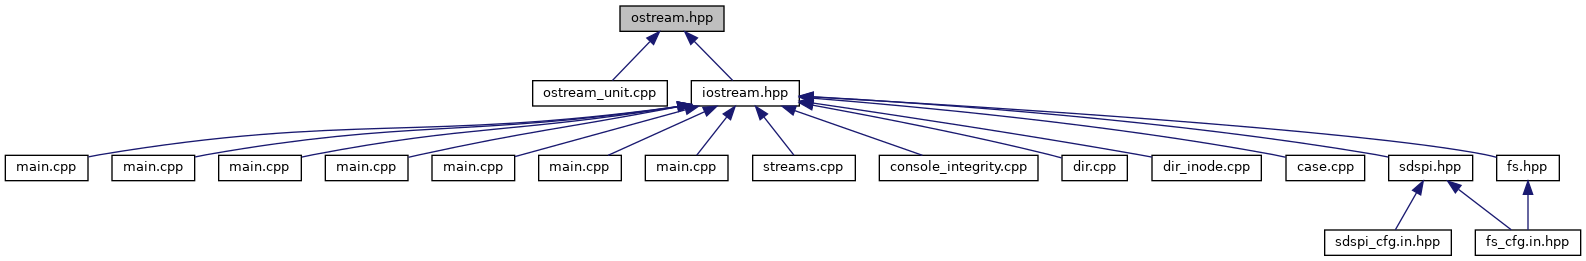 ostream.hpp
ostream_unit.cpp
iostream.hpp
main.cpp
main.cpp
main.cpp
main.cpp
main.cpp
main.cpp
main.cpp
streams.cpp
console_integrity.cpp
dir.cpp
dir_inode.cpp
case.cpp
sdspi.hpp
fs.hpp
sdspi_cfg.in.hpp
fs_cfg.in.hpp